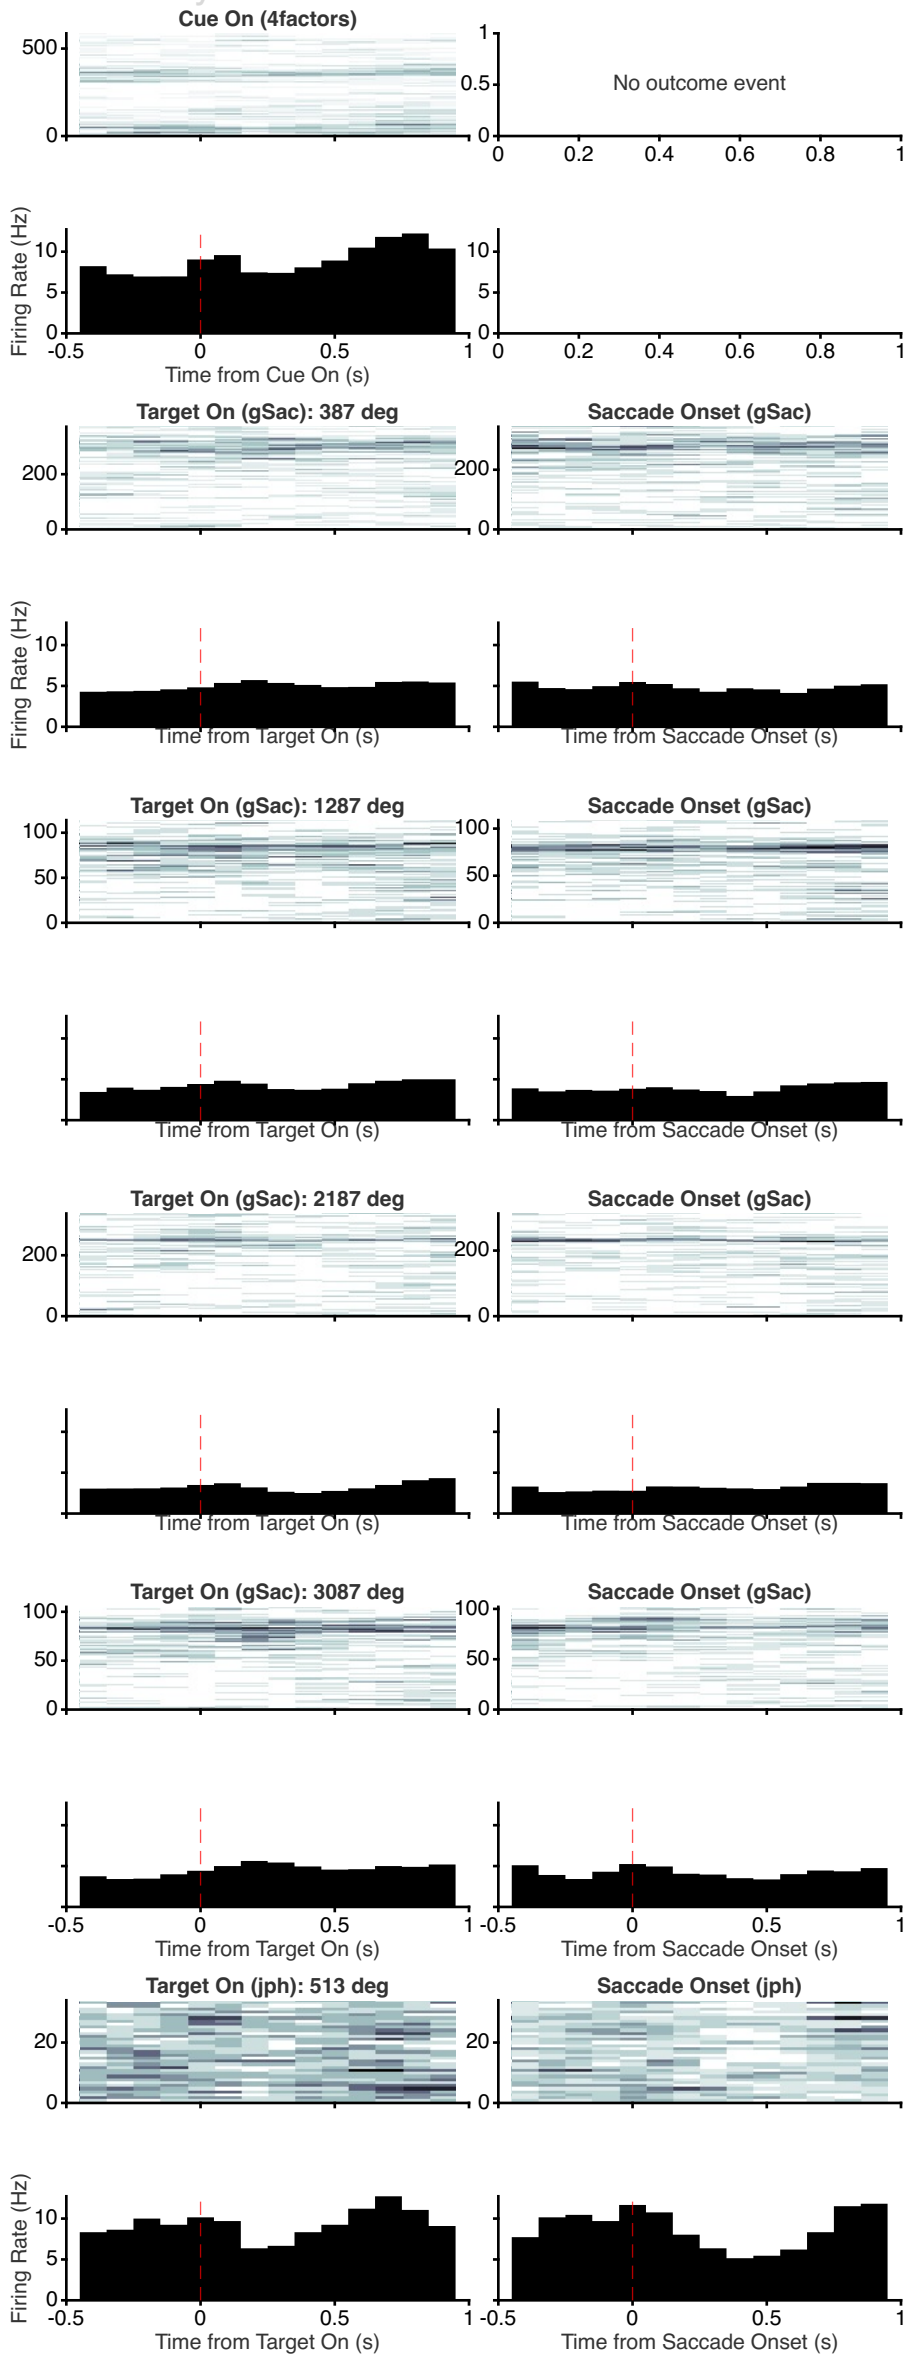 Cue On (4factors)
500
0
1
0.5
0
No outcome event
0 0.2 0.4 0.6 0.8 1
Firing Rate (Hz)
10
5
0
-0.5 0 0.5 1
Time from Cue On (s)
10
5
0
0 0.2 0.4 0.6 0.8 1
Target On (gSac): 387 deg
200
0
Saccade Onset (gSac)
200
0
Firing Rate (Hz)
10
5
0
Time from Target On (s)
Time from Saccade Onset (s)
Target On (gSac): 1287 deg
100
50
0
Saccade Onset (gSac)
100
50
0
Time from Target On (s)
Time from Saccade Onset (s)
Target On (gSac): 2187 deg
200
0
Saccade Onset (gSac)
200
0
Time from Target On (s)
Time from Saccade Onset (s)
Target On (gSac): 3087 deg
100
50
0
Saccade Onset (gSac)
100
50
0
-0.5 0 0.5 1
Time from Target On (s)
-0.5 0 0.5 1
Time from Saccade Onset (s)
Target On (jph): 513 deg
20
0
Saccade Onset (jph)
20
0
Firing Rate (Hz)
10
5
0
-0.5 0 0.5 1
Time from Target On (s)
-0.5 0 0.5 1
Time from Saccade Onset (s)